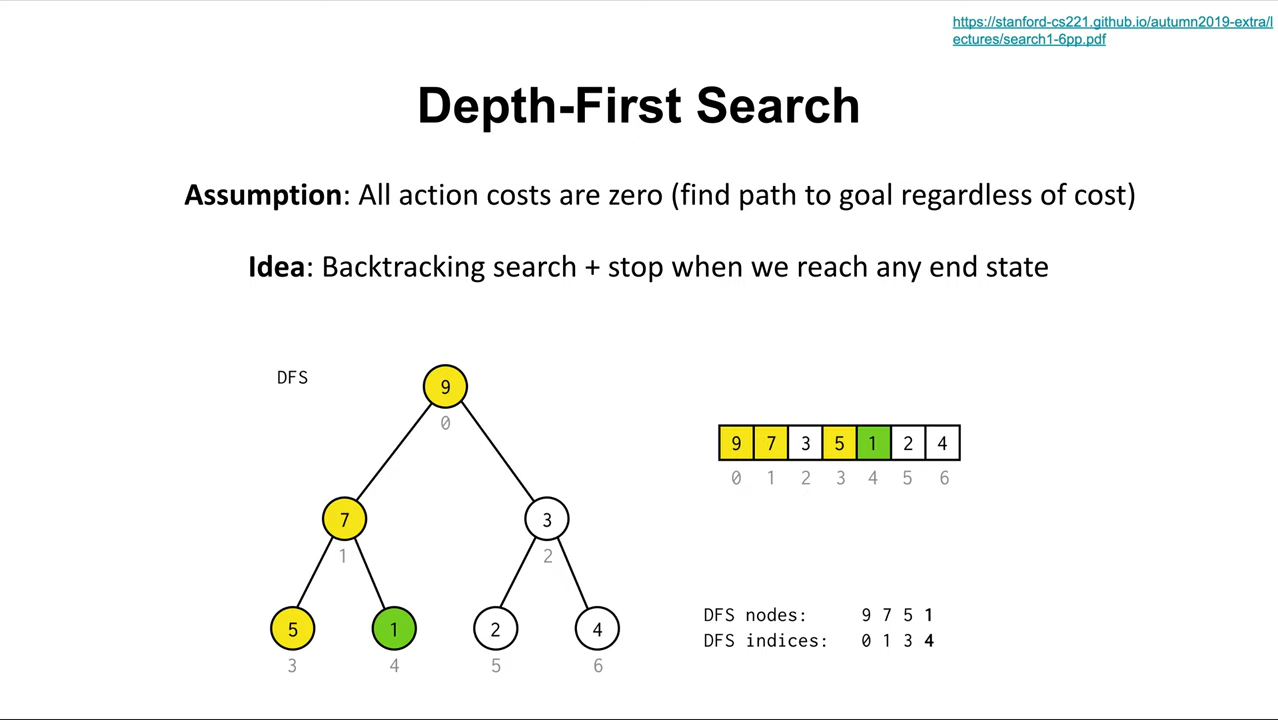 https://stanford-cs221.github.io/autumn2019-extra/l
ectures/search1-6pp.pdf
Depth-First Search
Assumption: All action costs are zero (find path to goal regardless of cost)
Idea: Backtracking search + stop when we reach any end state
DFS
9
0
7 3
1 2
5 1 2 4
3 4 5 6
9 7 3 5 1 2 4
0 1 2 3 4 5 6
DFS nodes: 9 7 5 1
DFS indices: 0 1 3 4